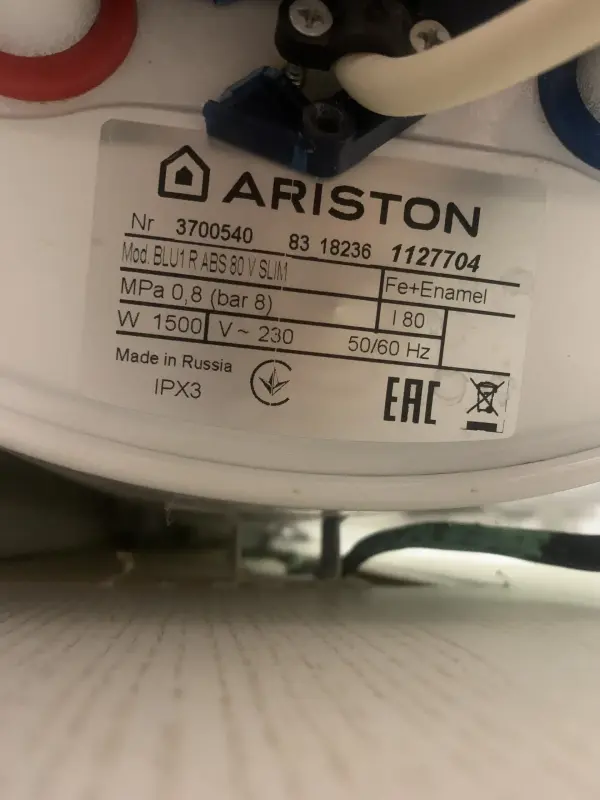 ARISTON
Nr 3700540 83 18236 1127704
Mod. BLU1 R ABS 80 V SLIM
Fe+Enamel
MPa 0,8 (bar 8)
l 80
W 1500 V~ 230 50/60 Hz
Made in Russia
IPX3
EAC